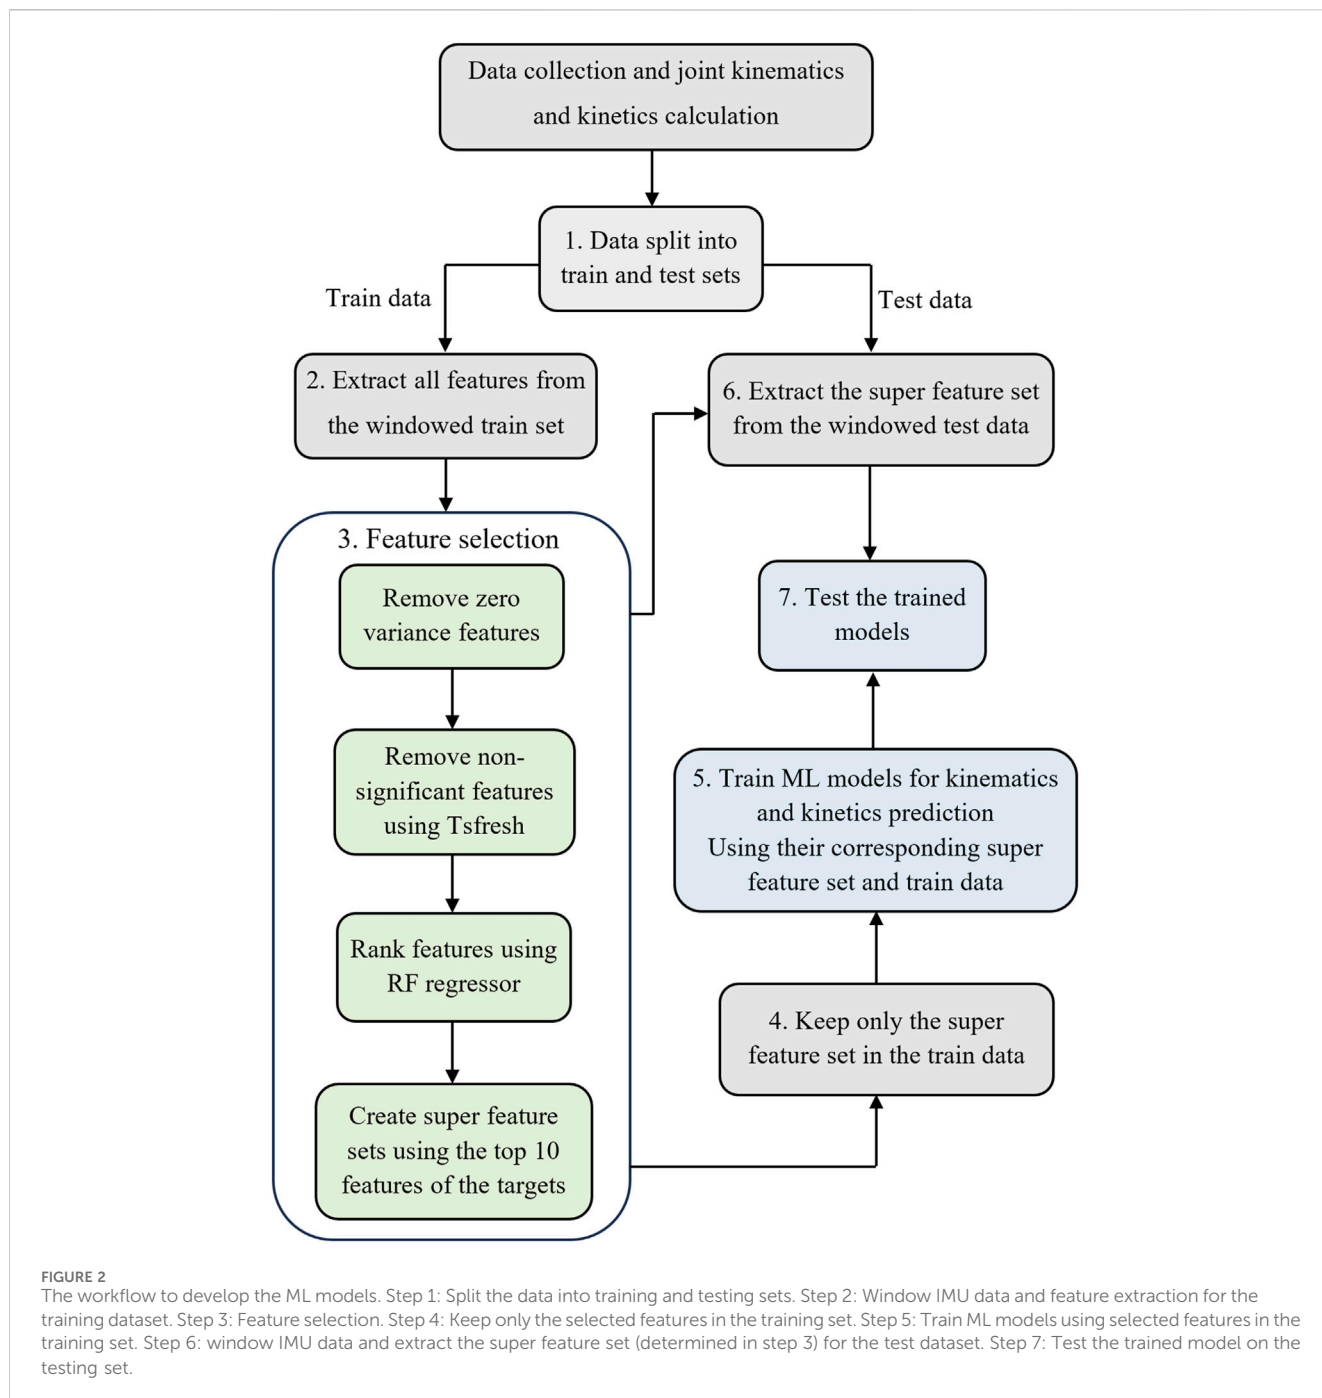 Data collection and joint kinematics
and kinetics calculation
1. Data split into
train and test sets
Train data
Test data
2. Extract all features from
the windowed train set
6. Extract the super feature set
from the windowed test data
3. Feature selection
Remove zero
variance features
Remove non-
significant features
using Tsfresh
Rank features using
RF regressor
Create super feature
sets using the top 10
features of the targets
7. Test the trained
models
5. Train ML models for kinematics
and kinetics prediction
Using their corresponding super
feature set and train data
4. Keep only the super
feature set in the train data
FIGURE 2
The workflow to develop the ML models. Step 1: Split the data into training and testing sets. Step 2: Window IMU data and feature extraction for the
training dataset. Step 3: Feature selection. Step 4: Keep only the selected features in the training set. Step 5: Train ML models using selected features in the
training set. Step 6: window IMU data and extract the super feature set (determined in step 3) for the test dataset. Step 7: Test the trained model on the
testing set.